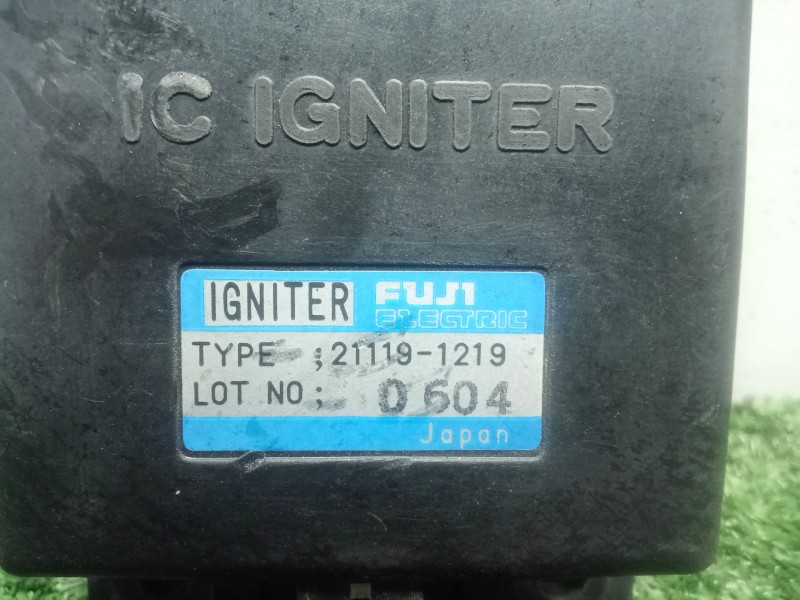 IC IGNITER
IGNITER FUJI
ELECTRIC
TYPE ; 21119-1219
LOT NO; 0604
Japan